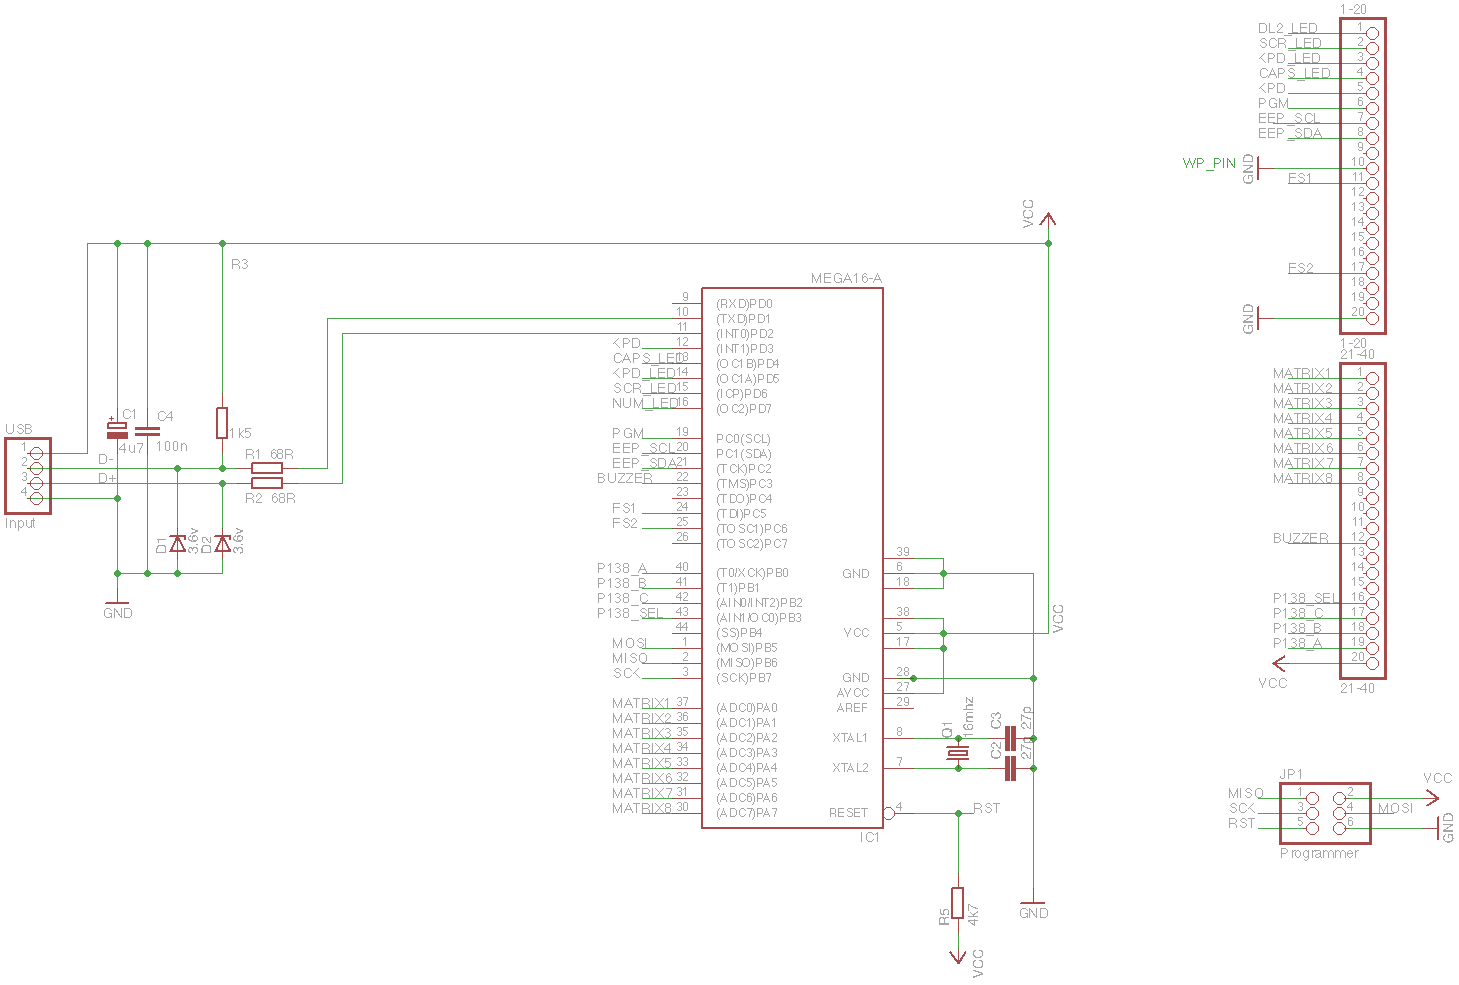 1-20
DL2_LED 1
SCR_LED 2
<PD_LED 3
CAPS_LED 4
<PD 5
PGM 6
EEP_SCL 7
EEP_SDA 8
9
WP_PIN GND 10
FS1 11
12
13
14
15
16
FS2 17
18
19
GND 20
1-20
VCC
R3
1k5
C1
+
4u7
C4
100n
USB
1
2
3
4
Input
D-
D+
R1 68R
R2 68R
D1
3.6v
D2
3.6v
GND
MEGA16-A
9 (RXD)PD0
10 (TXD)PD1
11 (INT0)PD2
<PD 12 (INT1)PD3
CAPS_LED 13 (OC1B)PD4
<PD_LED 14 (OC1A)PD5
SCR_LED 15 (ICP)PD6
NUM_LED 16 (OC2)PD7
PGM 19 PC0(SCL)
EEP_SCL 20 PC1(SDA)
EEP_SDA 21 (TCK)PC2
BUZZER 22 (TMS)PC3
23 (TDO)PC4
FS1 24 (TDI)PC5
FS2 25 (TOSC1)PC6
26 (TOSC2)PC7
P138_A 40 (T0/XCK)PB0
P138_B 41 (T1)PB1
P138_C 42 (AIN0/INT2)PB2
P138_SEL 43 (AIN1/OC0)PB3
44 (SS)PB4
MOSI 1 (MOSI)PB5
MISO 2 (MISO)PB6
SCK 3 (SCK)PB7
MATRIX1 37 (ADC0)PA0
MATRIX2 36 (ADC1)PA1
MATRIX3 35 (ADC2)PA2
MATRIX4 34 (ADC3)PA3
MATRIX5 33 (ADC4)PA4
MATRIX6 32 (ADC5)PA5
MATRIX7 31 (ADC6)PA6
MATRIX8 30 (ADC7)PA7
39
GND 6
18
38
VCC 5
17
GND 28
AVCC 27
AREF 29
XTAL1 8
XTAL2 7
RESET 4 RST
IC1
VCC
Q1
16mhz
C3
27p
C2
27p
GND
R5
4k7
VCC
21-40
MATRIX1 1
MATRIX2 2
MATRIX3 3
MATRIX4 4
MATRIX5 5
MATRIX6 6
MATRIX7 7
MATRIX8 8
9
10
11
BUZZER 12
13
14
15
P138_SEL 16
P138_C 17
P138_B 18
P138_A 19
20
VCC
21-40
JP1
MISO 1 2 VCC
SCK 3 4 MOSI
RST 5 6 GND
Programmer